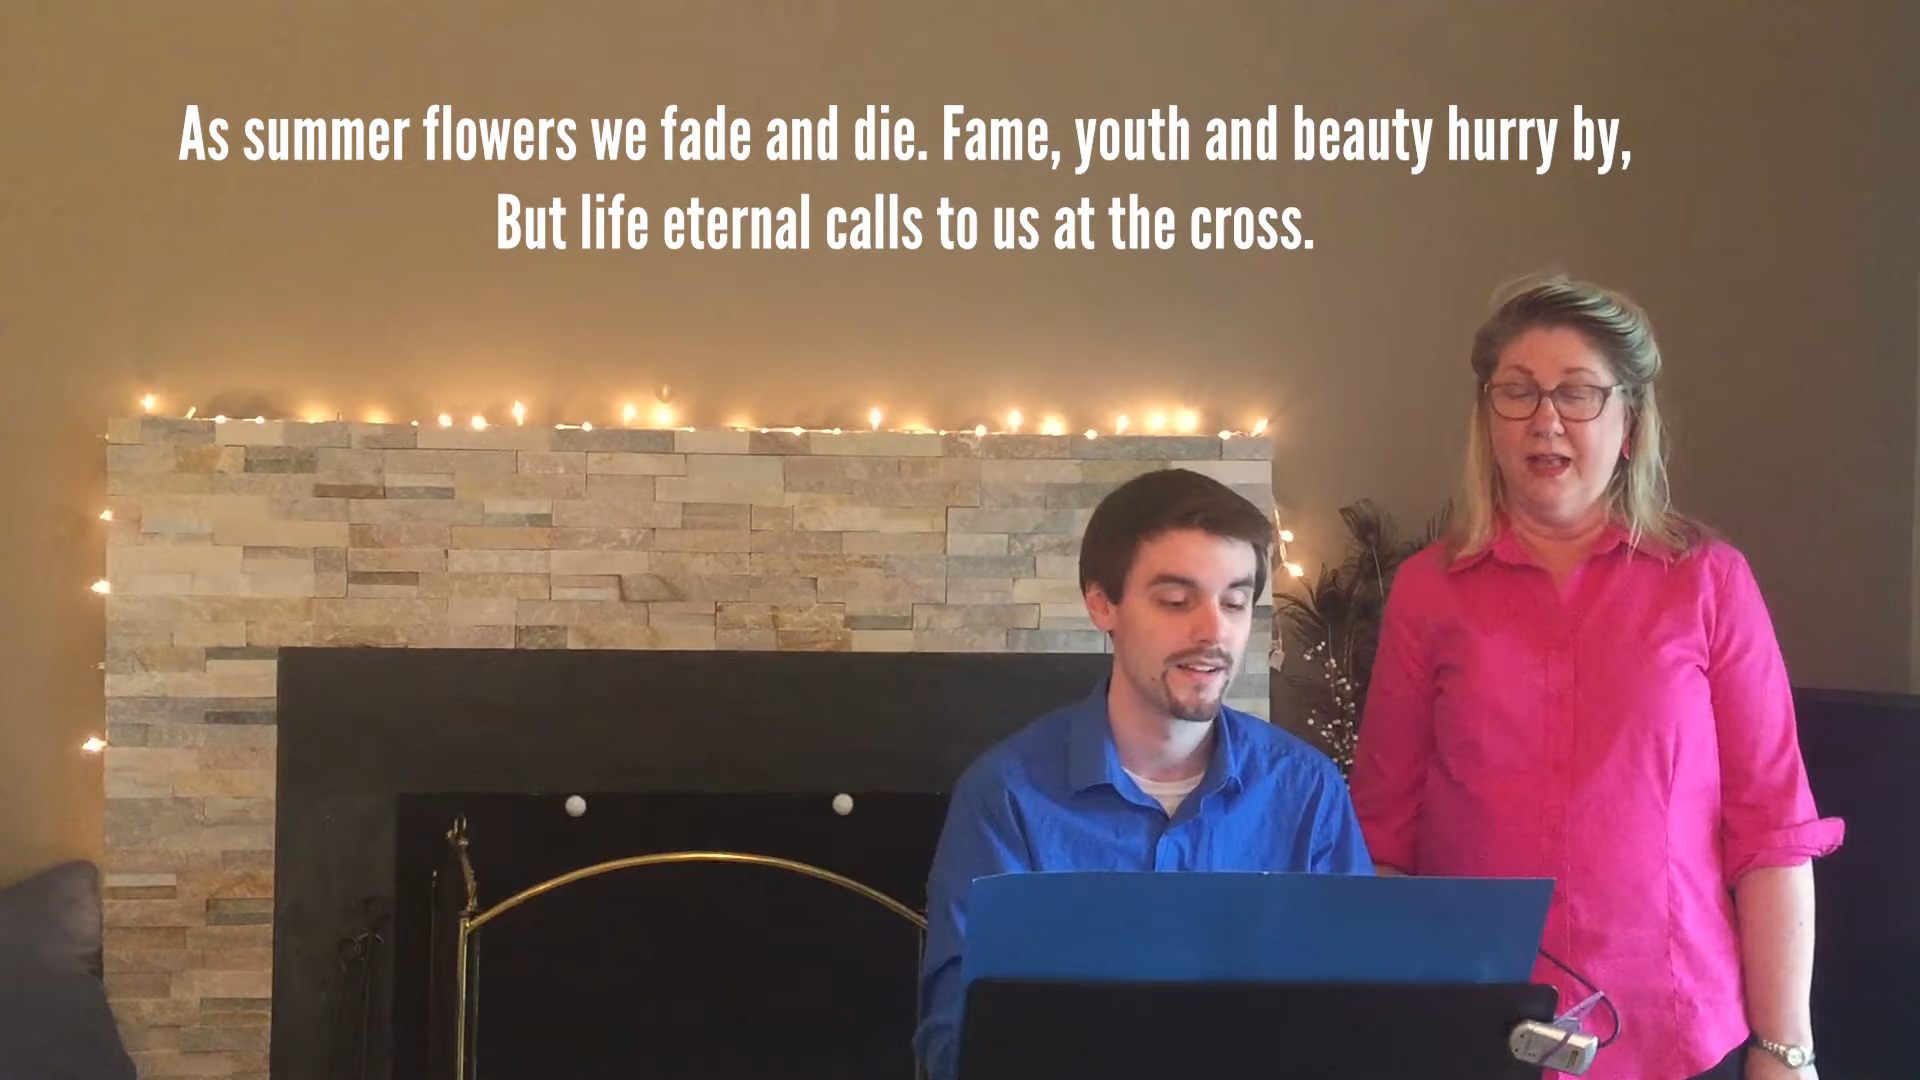 As summer flowers we fade and die. Fame, youth and beauty hurry by,
But life eternal calls to us at the cross.